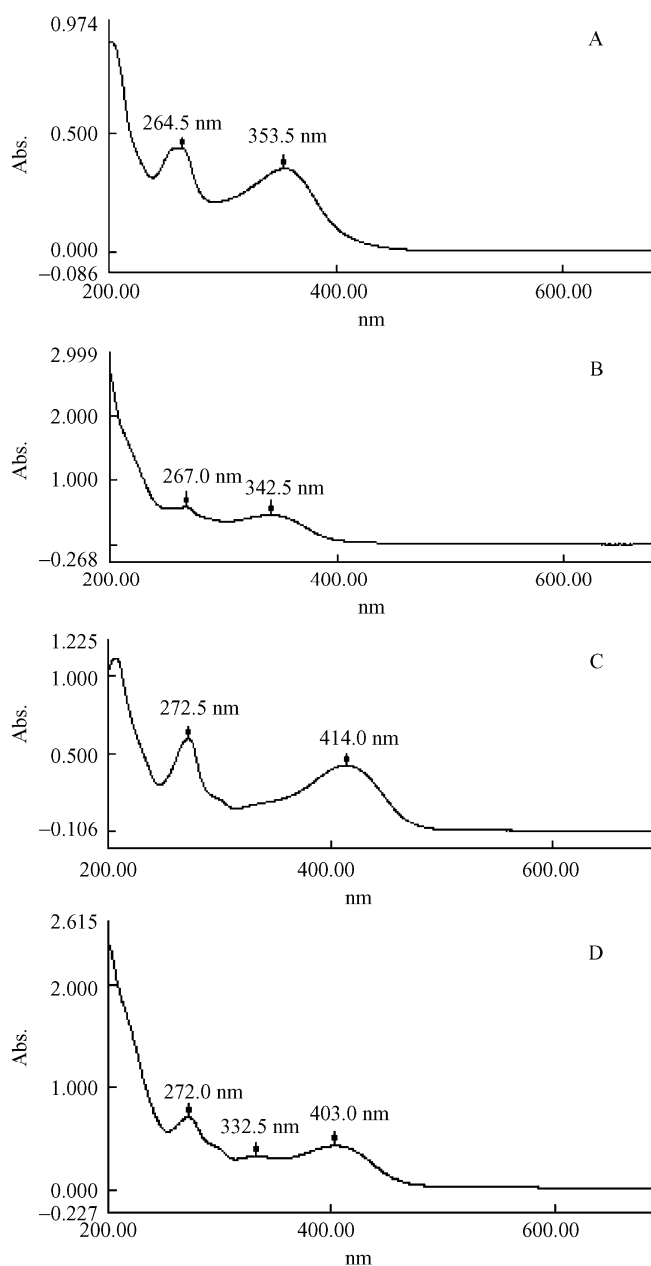 0.974
A
264.5 nm
353.5 nm
0.500
Abs.
0.000
−0.086
200.00
400.00
600.00
nm
2.999
B
2.000
Abs.
1.000
267.0 nm
342.5 nm
−0.268
200.00
400.00
600.00
nm
1.225
C
1.000
272.5 nm
414.0 nm
Abs.
0.500
−0.106
200.00
400.00
600.00
nm
2.615
D
2.000
Abs.
1.000
272.0 nm
332.5 nm
403.0 nm
0.000
−0.227
200.00
400.00
600.00
nm